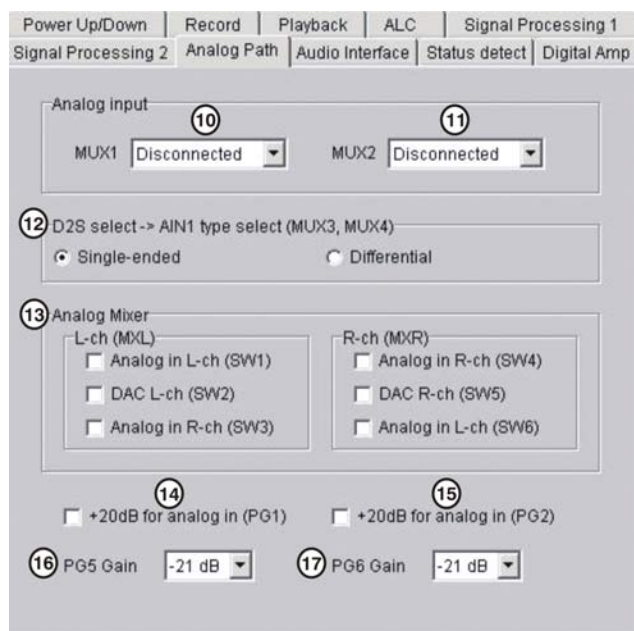 Power Up/Down Record Playback ALC Signal Processing 1
Signal Processing 2 Analog Path Audio Interface Status detect Digital Amp
Analog input
10 11
MUX1 Disconnected MUX2 Disconnected
12 D2S select -> AIN1 type select (MUX3, MUX4)
Single-ended Differential
13 Analog Mixer
L-ch (MXL) R-ch (MXR)
Analog in L-ch (SW1) Analog in R-ch (SW4)
DAC L-ch (SW2) DAC R-ch (SW5)
Analog in R-ch (SW3) Analog in L-ch (SW6)
14 15
+20dB for analog in (PG1) +20dB for analog in (PG2)
16 PG5 Gain -21 dB 17 PG6 Gain -21 dB